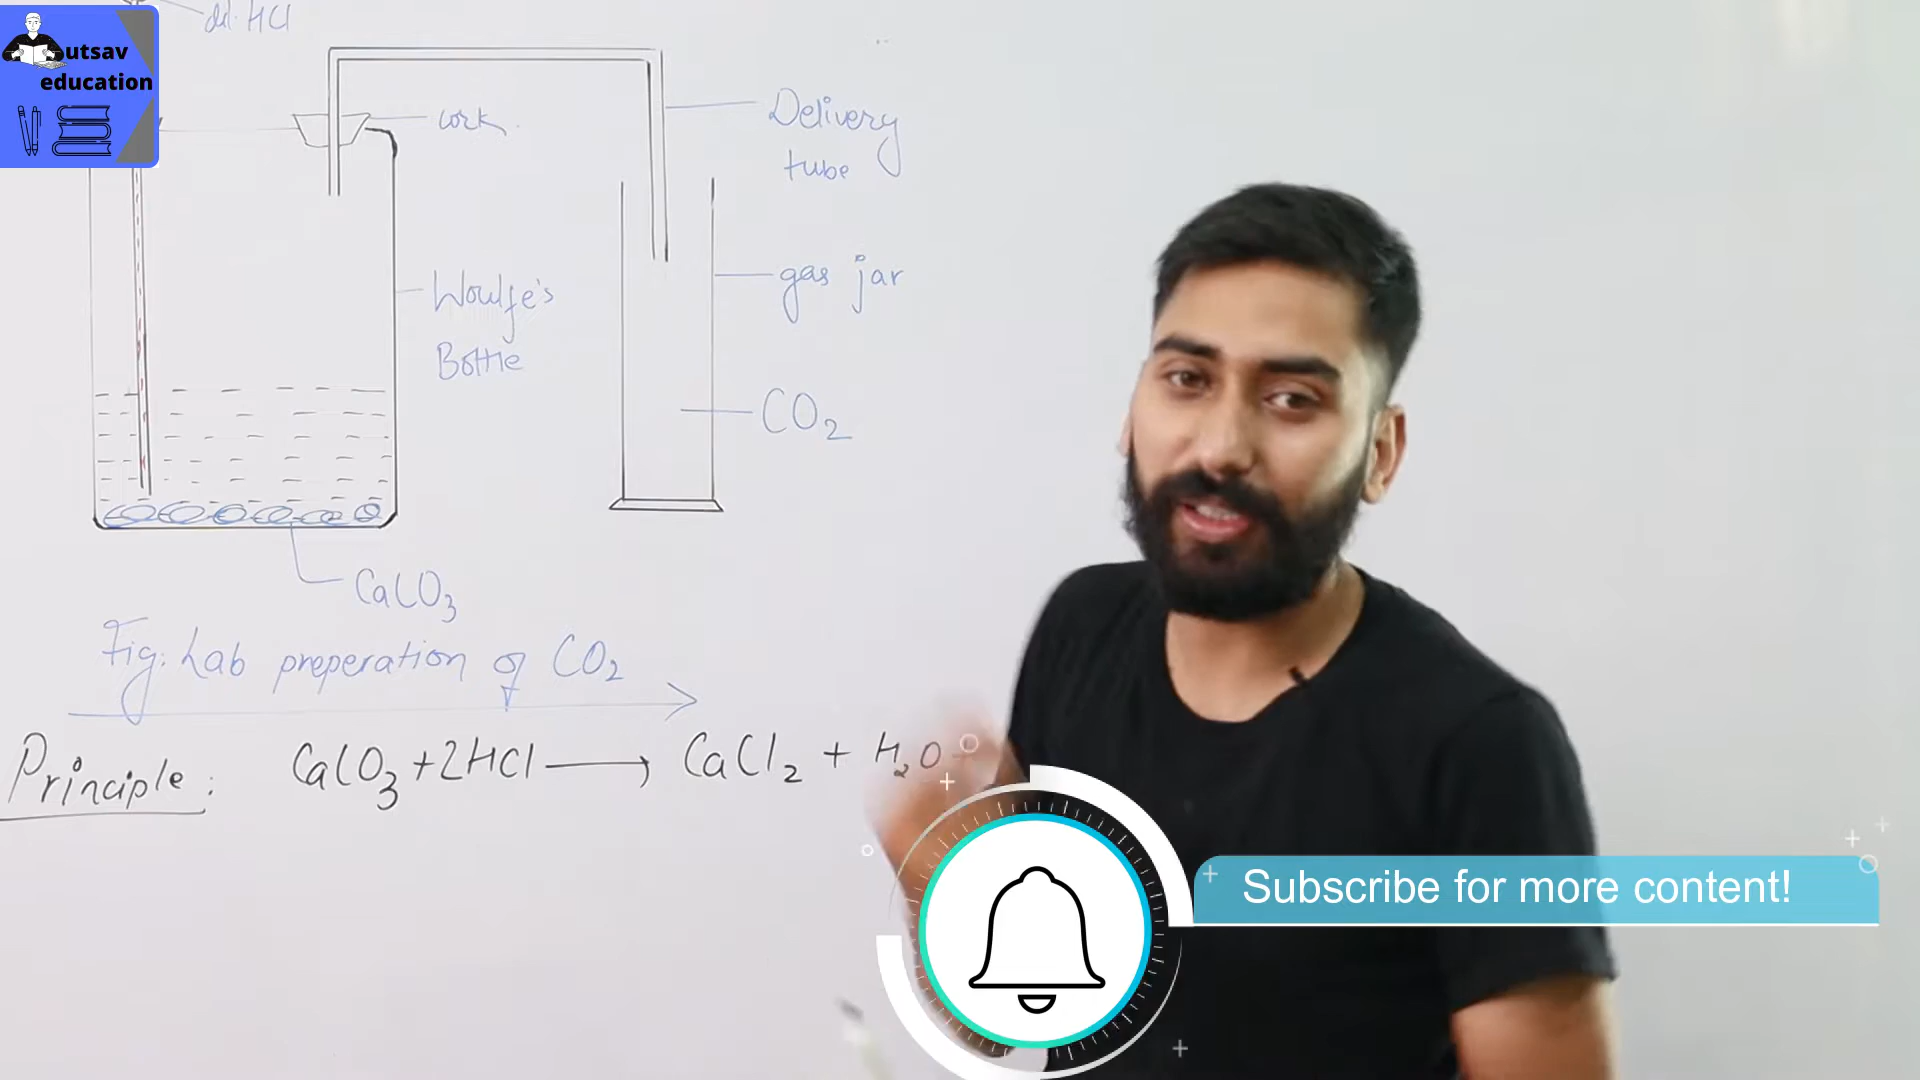 dil. HCl
utsav
education
cork.
Delivery
tube
Woulfe's
Bottle
gas jar
CO2
CaCO3
Fig: Lab preperation of CO2
Principle: CaCO3 + 2HCl ⟶ CaCl2 + H2O
Subscribe for more content!